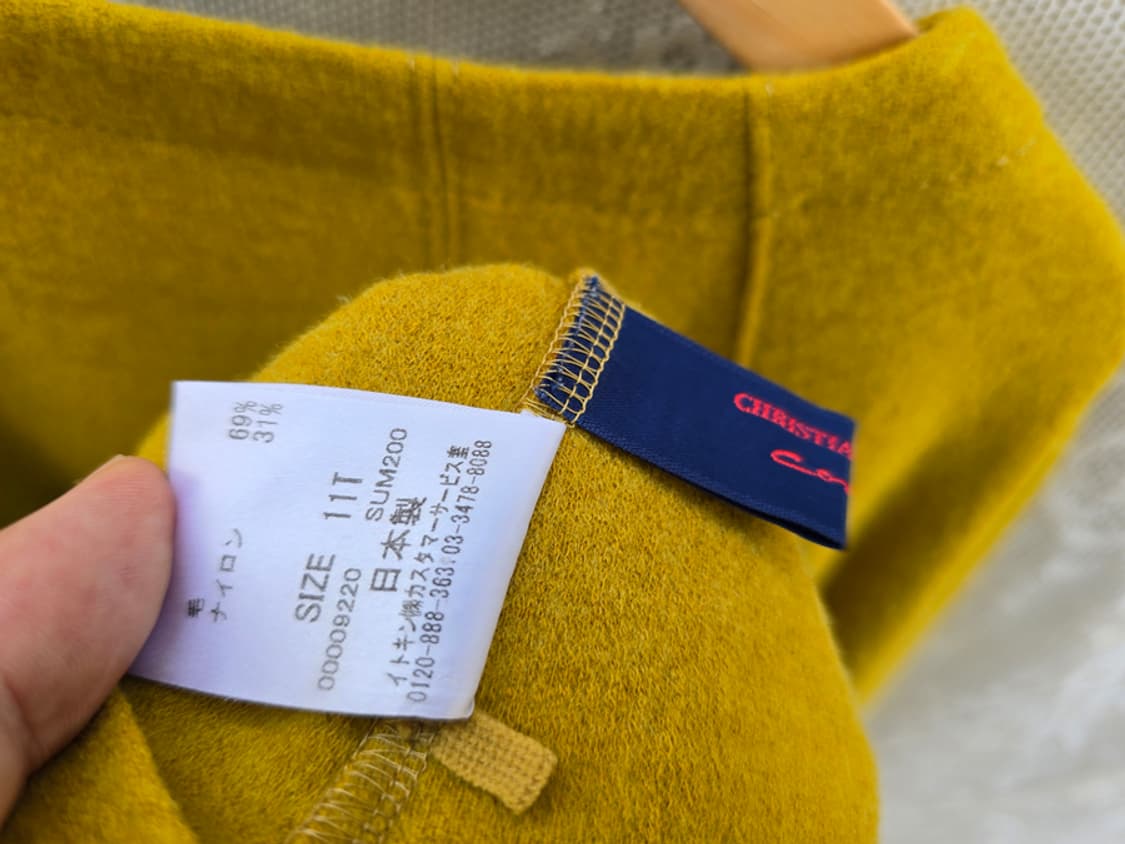 毛 69%
ナイロン 31%
SIZE 11T
00009220 SUM200
日本製
イトキン㈱カスタマーサービス室
0120-888-363:03-3478-8088
CHRISTIA